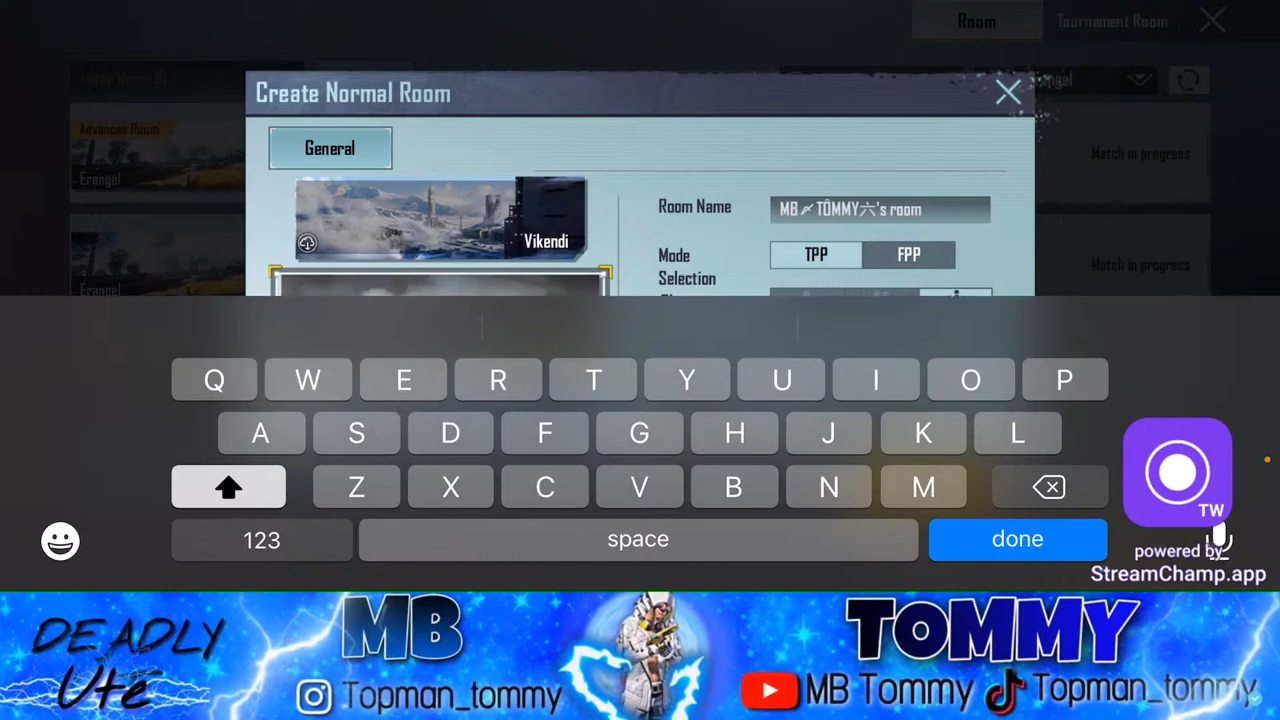 Room
Tournament Room
Create Normal Room
Advanced Room
Erangel
General
Vikendi
Room Name
MB〆TÔMMY六's room
Mode Selection
TPP
FPP
Match in progress
Erangel
Match in progress
Q W E R T Y U I O P
A S D F G H J K L
Z X C V B N M
123
space
done
TW
powered by
StreamChamp.app
DEADLY
Ute
MB
Topman_tommy
TOMMY
MB Tommy
Topman_tommy